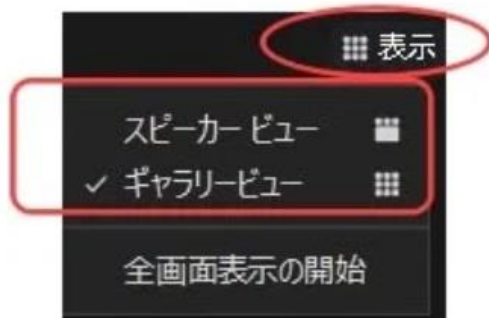 表示
スピーカー ビュー
ギャラリービュー
全画面表示の開始